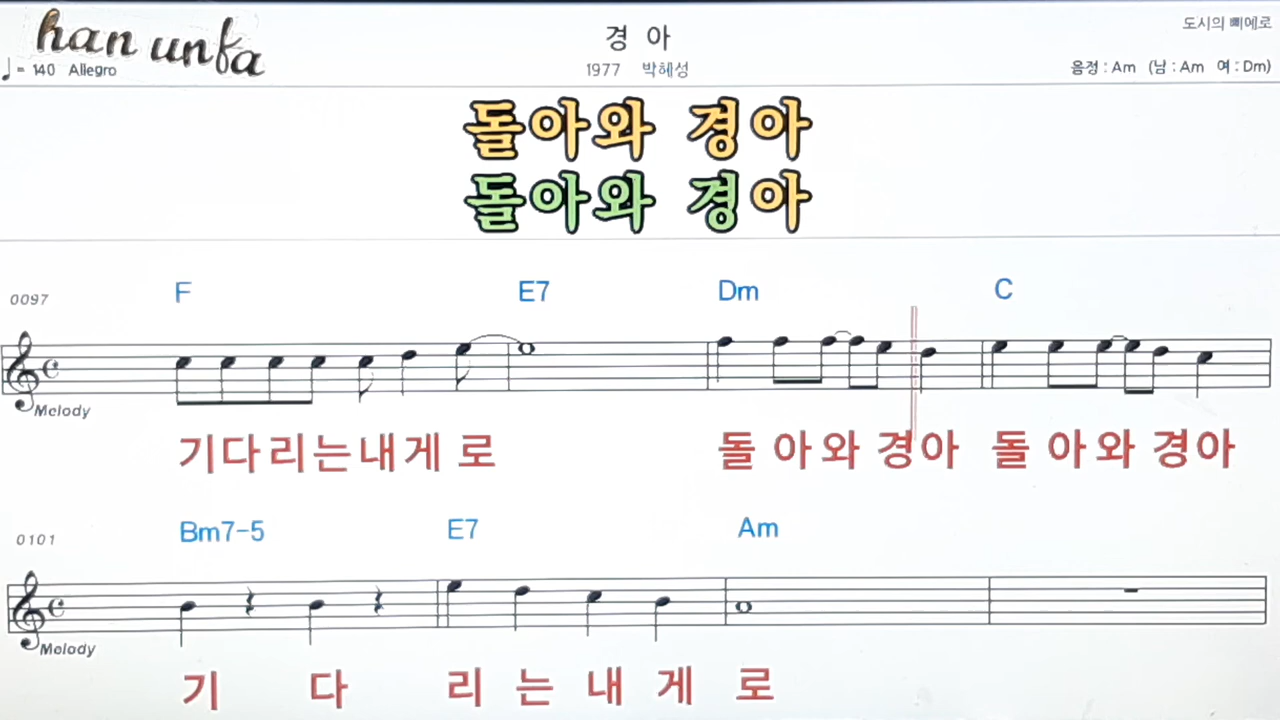 han unfa
경 아
도시의 삐에로
♩= 140 Allegro
1977 박혜성
음정 : Am (남 : Am 여 : Dm)
돌아와 경아
돌아와 경아
0097
F E7 Dm C
Melody
기다리는내게 로 돌 아와 경아 돌 아와 경아
0101
Bm7-5 E7 Am
Melody
기 다 리 는 내 게 로